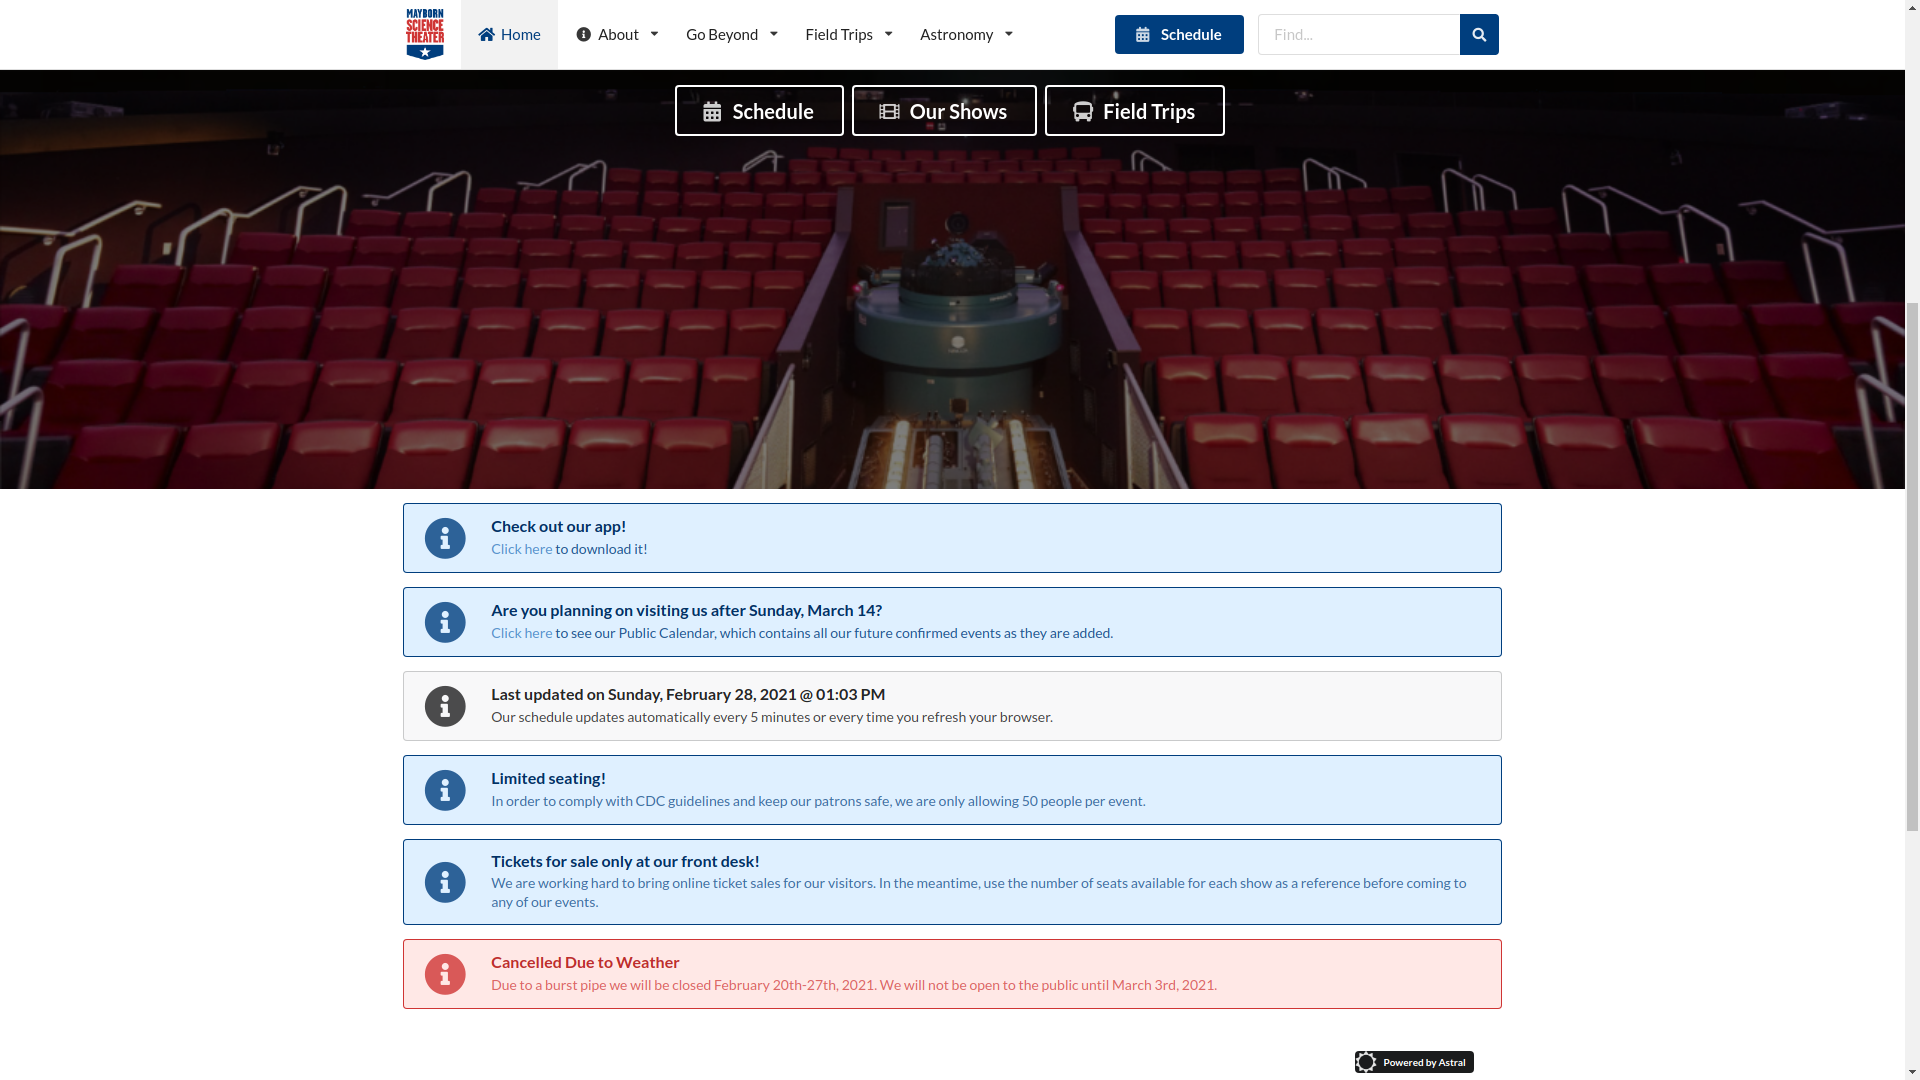 MAYBORN
SCIENCE
THEATER
Home
About
Go Beyond
Field Trips
Astronomy
Schedule
Find...
Schedule
Our Shows
Field Trips
Check out our app!
Click here to download it!
Are you planning on visiting us after Sunday, March 14?
Click here to see our Public Calendar, which contains all our future confirmed events as they are added.
Last updated on Sunday, February 28, 2021 @ 01:03 PM
Our schedule updates automatically every 5 minutes or every time you refresh your browser.
Limited seating!
In order to comply with CDC guidelines and keep our patrons safe, we are only allowing 50 people per event.
Tickets for sale only at our front desk!
We are working hard to bring online ticket sales for our visitors. In the meantime, use the number of seats available for each show as a reference before coming to
any of our events.
Cancelled Due to Weather
Due to a burst pipe we will be closed February 20th-27th, 2021. We will not be open to the public until March 3rd, 2021.
Powered by Astral